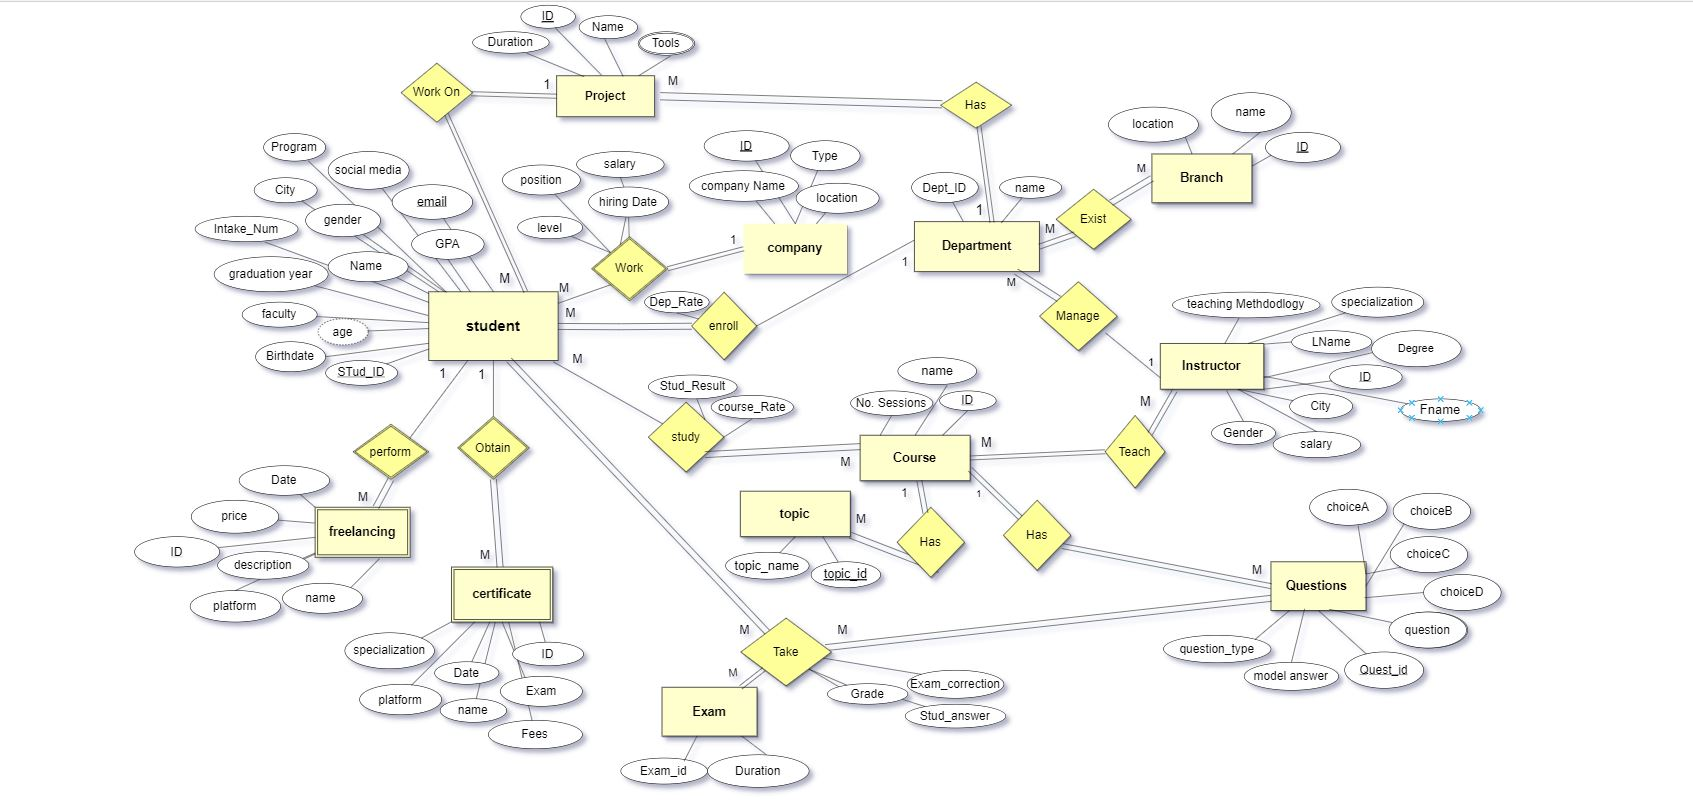 ID
Name
Duration
Tools
Work On
1
Project
M
Has
location
name
ID
M
Branch
Program
social media
City
email
gender
Intake_Num
GPA
Name
graduation year
faculty
age
Birthdate
STud_ID
M
student
salary
position
hiring Date
level
Work
M
1
ID
Type
company Name
location
company
Dept_ID
name
1
Department
M
Exist
1
M
M
Dep_Rate
enroll
Manage
1
teaching Methdodlogy
specialization
LName
Degree
Instructor
ID
City
Fname
Gender
salary
M
1
1
M
Stud_Result
course_Rate
study
name
No. Sessions
ID
M
Course
M
Teach
perform
Obtain
M
Date
price
freelancing
ID
description
platform
name
M
certificate
specialization
ID
Date
Exam
platform
name
Fees
1
1
topic
M
Has
Has
topic_name
topic_id
choiceA
choiceB
choiceC
M
Questions
choiceD
question
question_type
model answer
Quest_id
M
M
Take
M
Exam_correction
Grade
Stud_answer
Exam
Exam_id
Duration